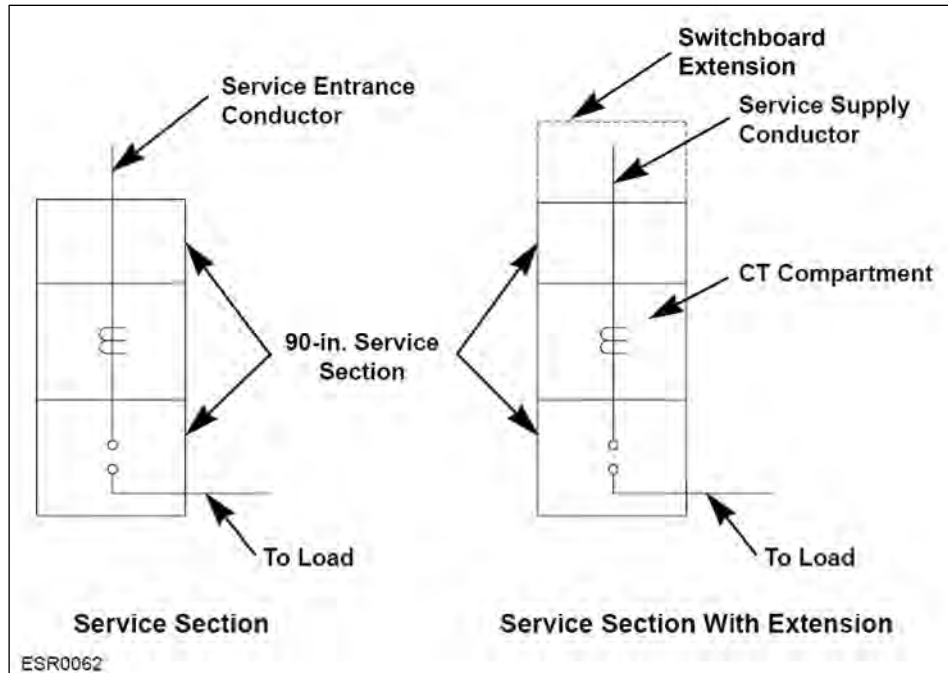 Service Entrance
Conductor
Switchboard
Extension
Service Supply
Conductor
CT Compartment
90-in. Service
Section
To Load
To Load
Service Section
Service Section With Extension
ESR0062